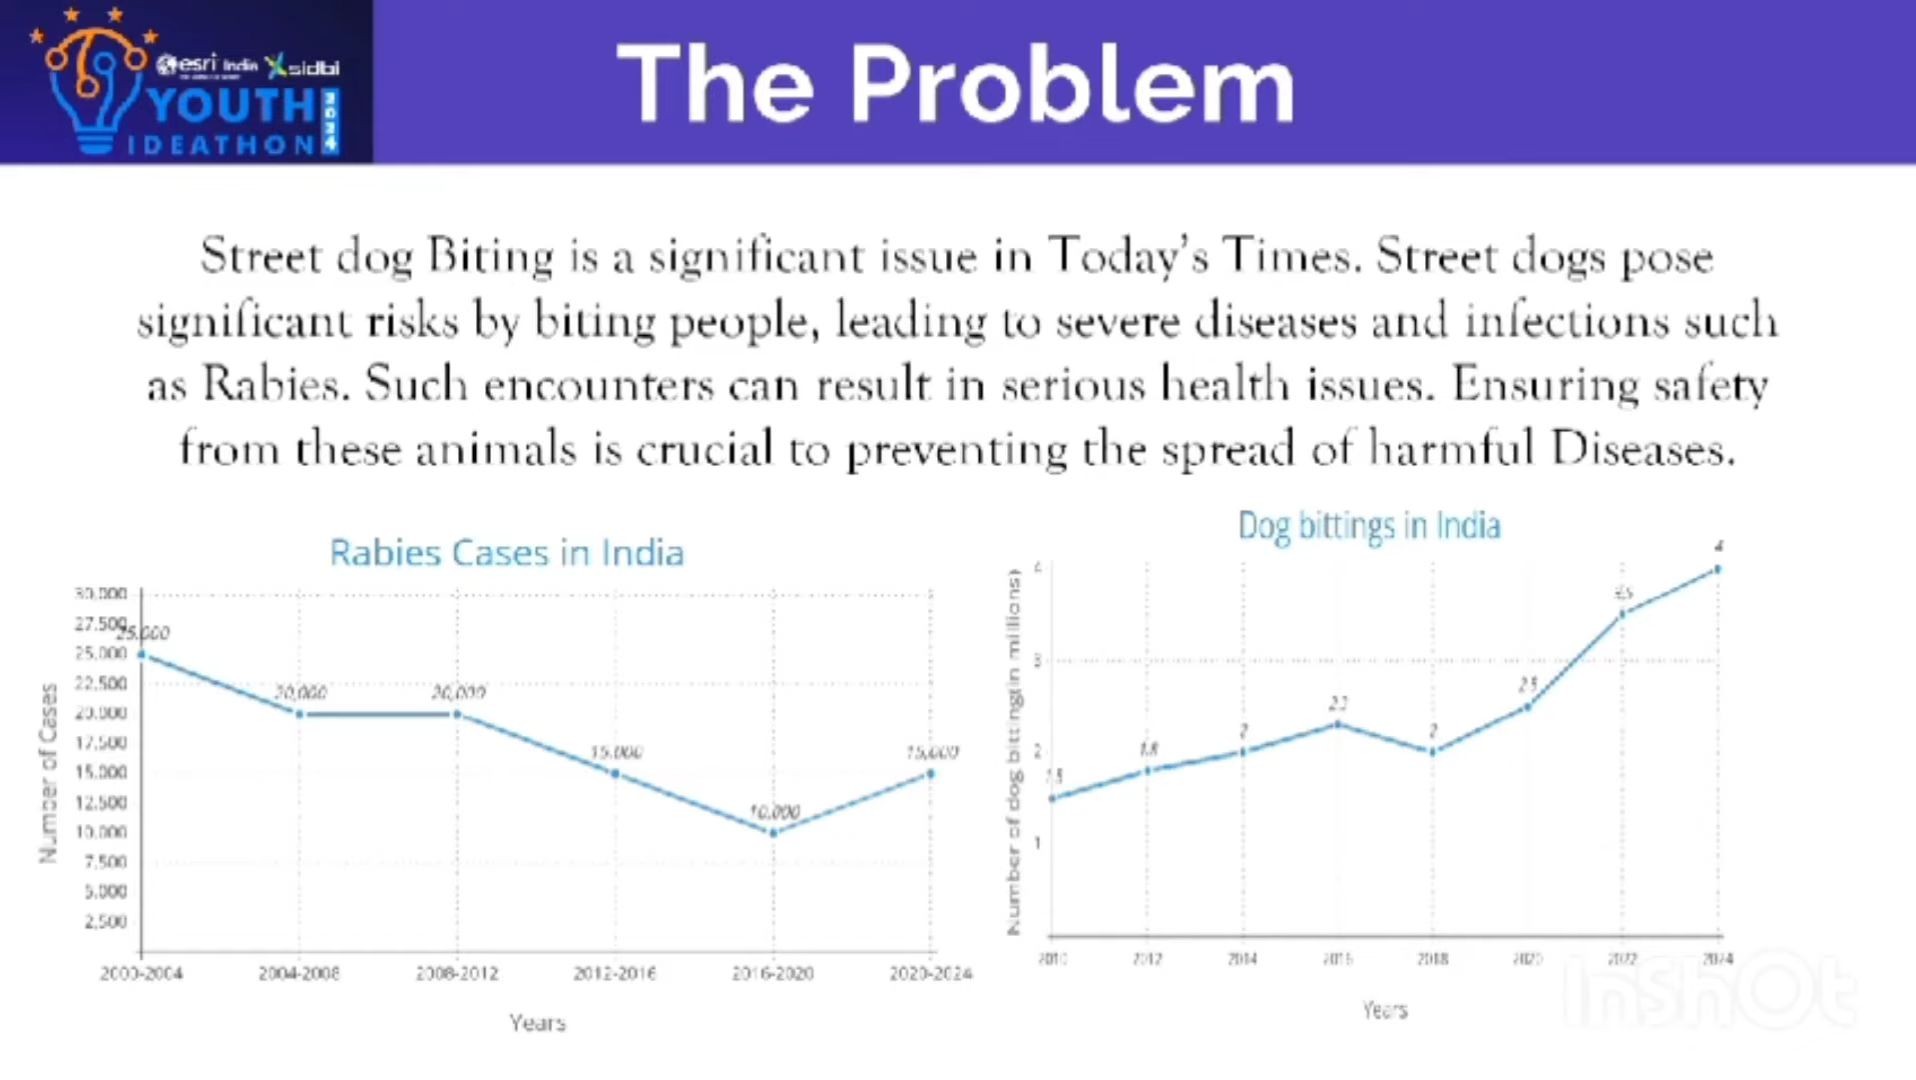 esri India sidbi
YOUTH 2024
IDEATHON
The Problem
Street dog Biting is a significant issue in Today's Times. Street dogs pose
significant risks by biting people, leading to severe diseases and infections such
as Rabies. Such encounters can result in serious health issues. Ensuring safety
from these animals is crucial to preventing the spread of harmful Diseases.
Rabies Cases in India
Number of Cases
30,000
27,500
25,000
22,500
20,000
17,500
15,000
12,500
10,000
7,500
5,000
2,500
25,000
20,000
20,000
15,000
10,000
15,000
2000-2004 2004-2008 2008-2012 2012-2016 2016-2020 2020-2024
Years
Dog bittings in India
Number of dog bitting(in millions)
4
3
2
1
1.5
1.8
2
2.3
2
2.5
3.5
4
2010 2012 2014 2016 2018 2020 2022 2024
Years
InShOt